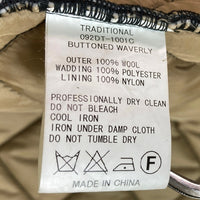 TRADITIONAL
092DT-1001C
BUTTONED WAVERLY
OUTER 100% WOOL
WADDING 100% POLYESTER
LINING 100% NYLON
PROFESSIONALLY DRY CLEAN
DO NOT BLEACH
COOL IRON
IRON UNDER DAMP CLOTH
DO NOT TUMBLE DRY
F
MADE IN CHINA